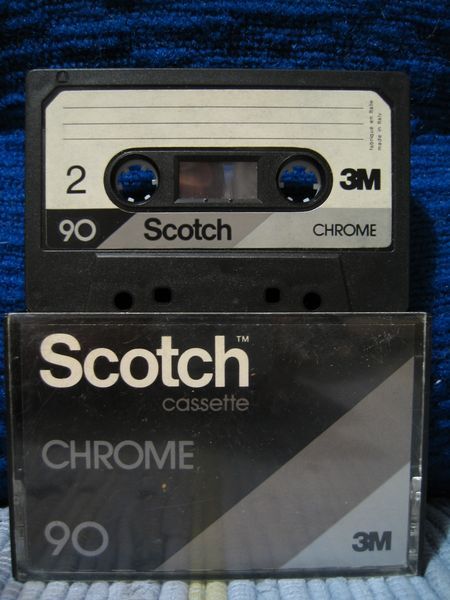 fabriqué en Italie
made in Italy
2
3M
90
Scotch
CHROME
Scotch™
cassette
CHROME
90
3M